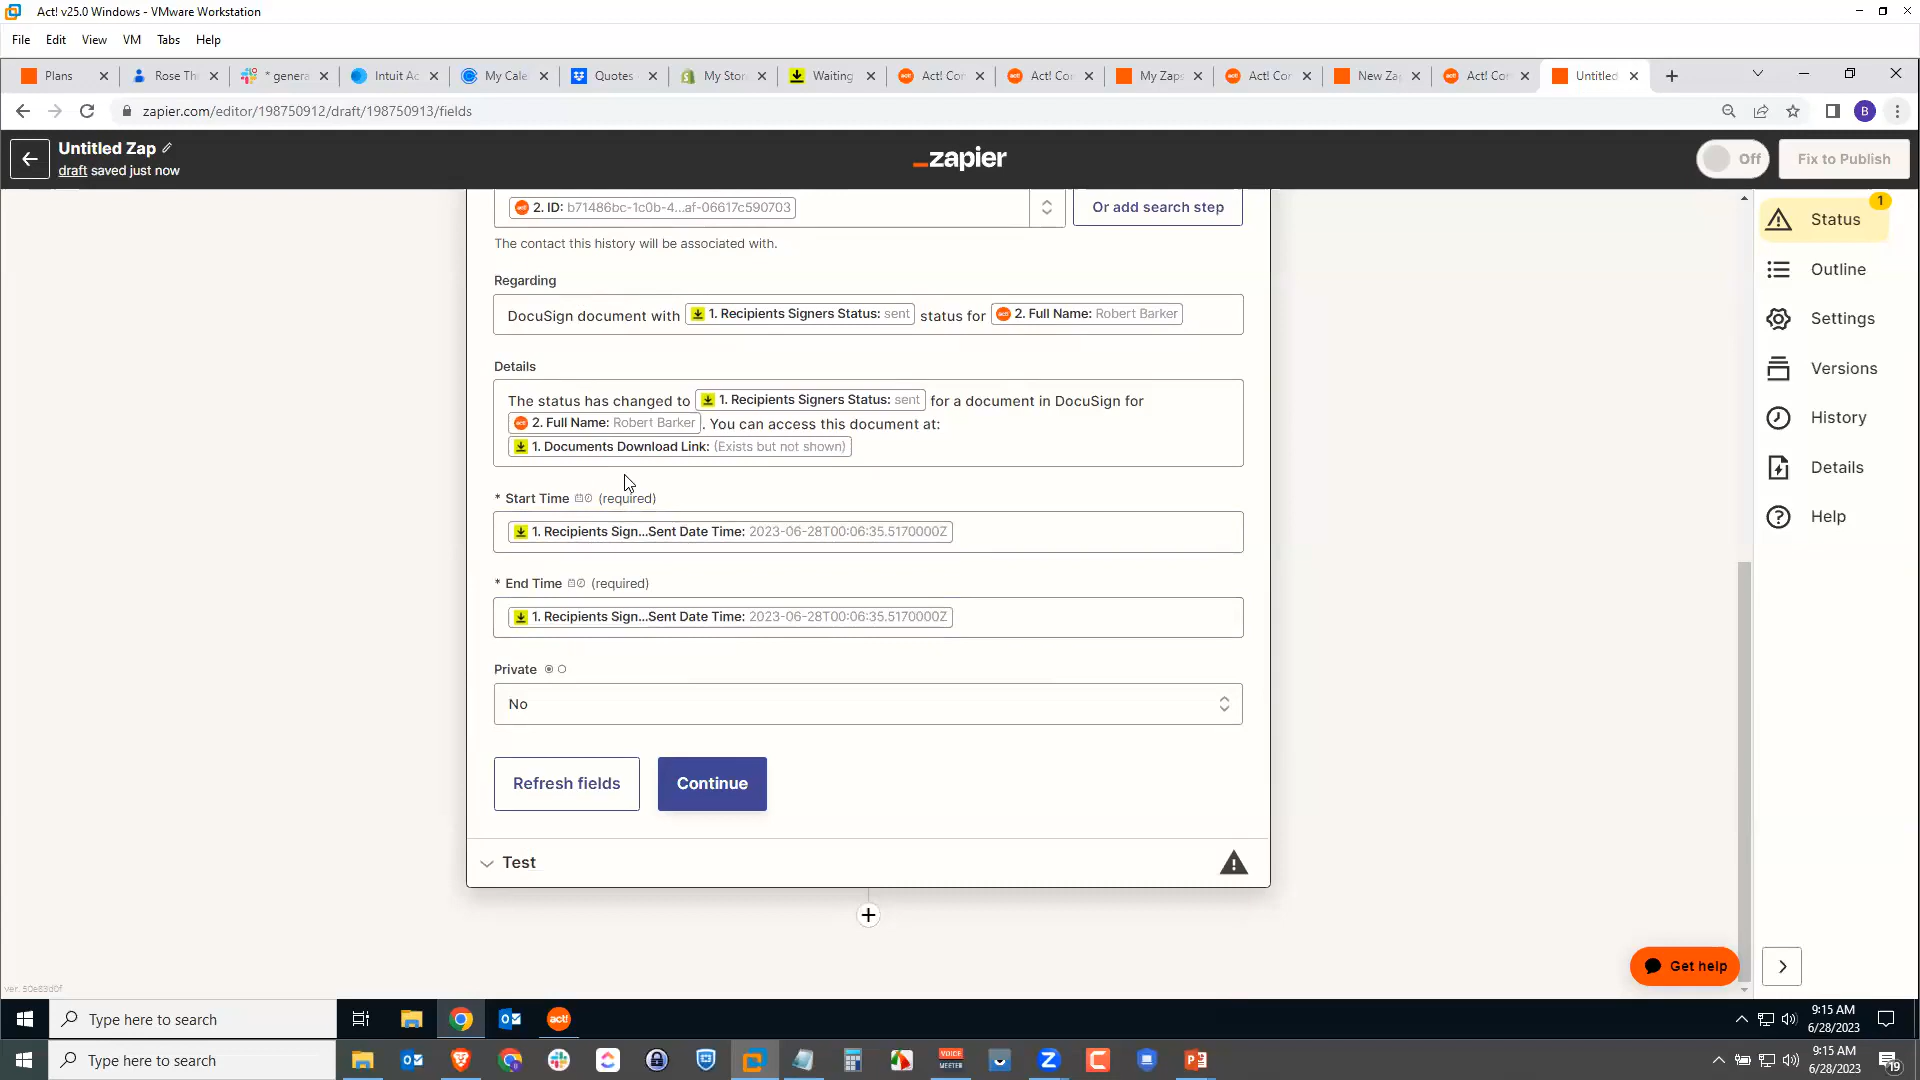 Act! v25.0 Windows - VMware Workstation
File Edit View VM Tabs Help
Plans Rose Th * genera Intuit Ac My Cale Quotes My Stor Waiting Act! Cor Act! Cor My Zaps Act! Cor New Za Act! Cor Untitled
zapier.com/editor/198750912/draft/198750913/fields B
Untitled Zap
draft saved just now
_zapier
Off
Fix to Publish
act! 2. ID: b71486bc-1c0b-4...af-06617c590703
Or add search step
The contact this history will be associated with.
Regarding
DocuSign document with 1. Recipients Signers Status: sent status for act! 2. Full Name: Robert Barker
Details
The status has changed to 1. Recipients Signers Status: sent for a document in DocuSign for
act! 2. Full Name: Robert Barker . You can access this document at:
1. Documents Download Link: (Exists but not shown)
* Start Time (required)
1. Recipients Sign...Sent Date Time: 2023-06-28T00:06:35.5170000Z
* End Time (required)
1. Recipients Sign...Sent Date Time: 2023-06-28T00:06:35.5170000Z
Private
No
Refresh fields
Continue
Test
1
Status
Outline
Settings
Versions
History
Details
Help
Get help
ver. 50e83d0f
Type here to search
act!
9:15 AM
6/28/2023
Type here to search
VOICE
MEETER
9:15 AM
6/28/2023
19